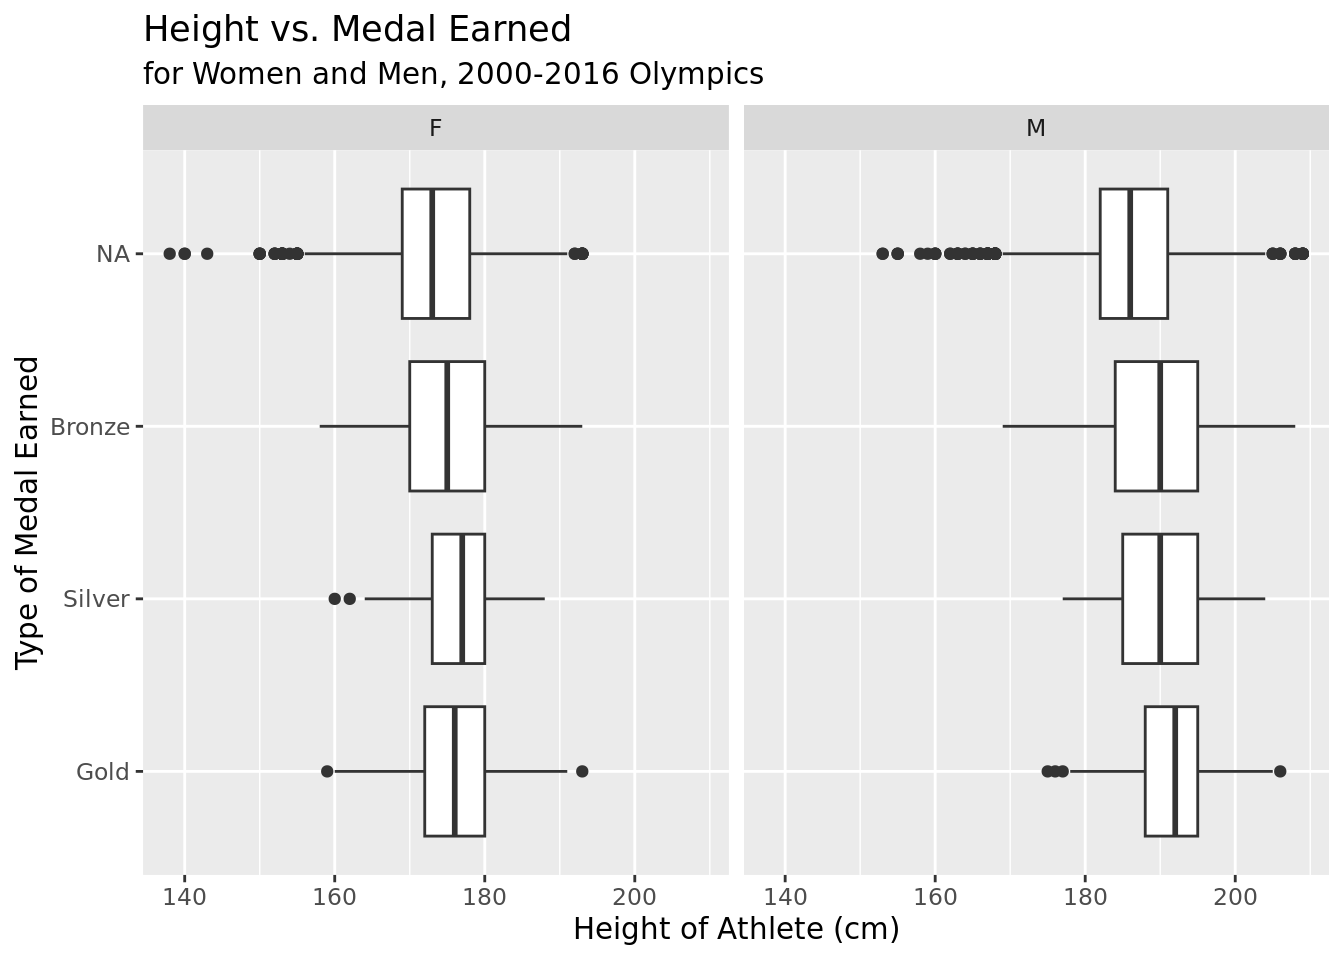 Height vs. Medal Earned
for Women and Men, 2000-2016 Olympics
F
M
Type of Medal Earned
NA
Bronze
Silver
Gold
140 160 180 200
140 160 180 200
Height of Athlete (cm)